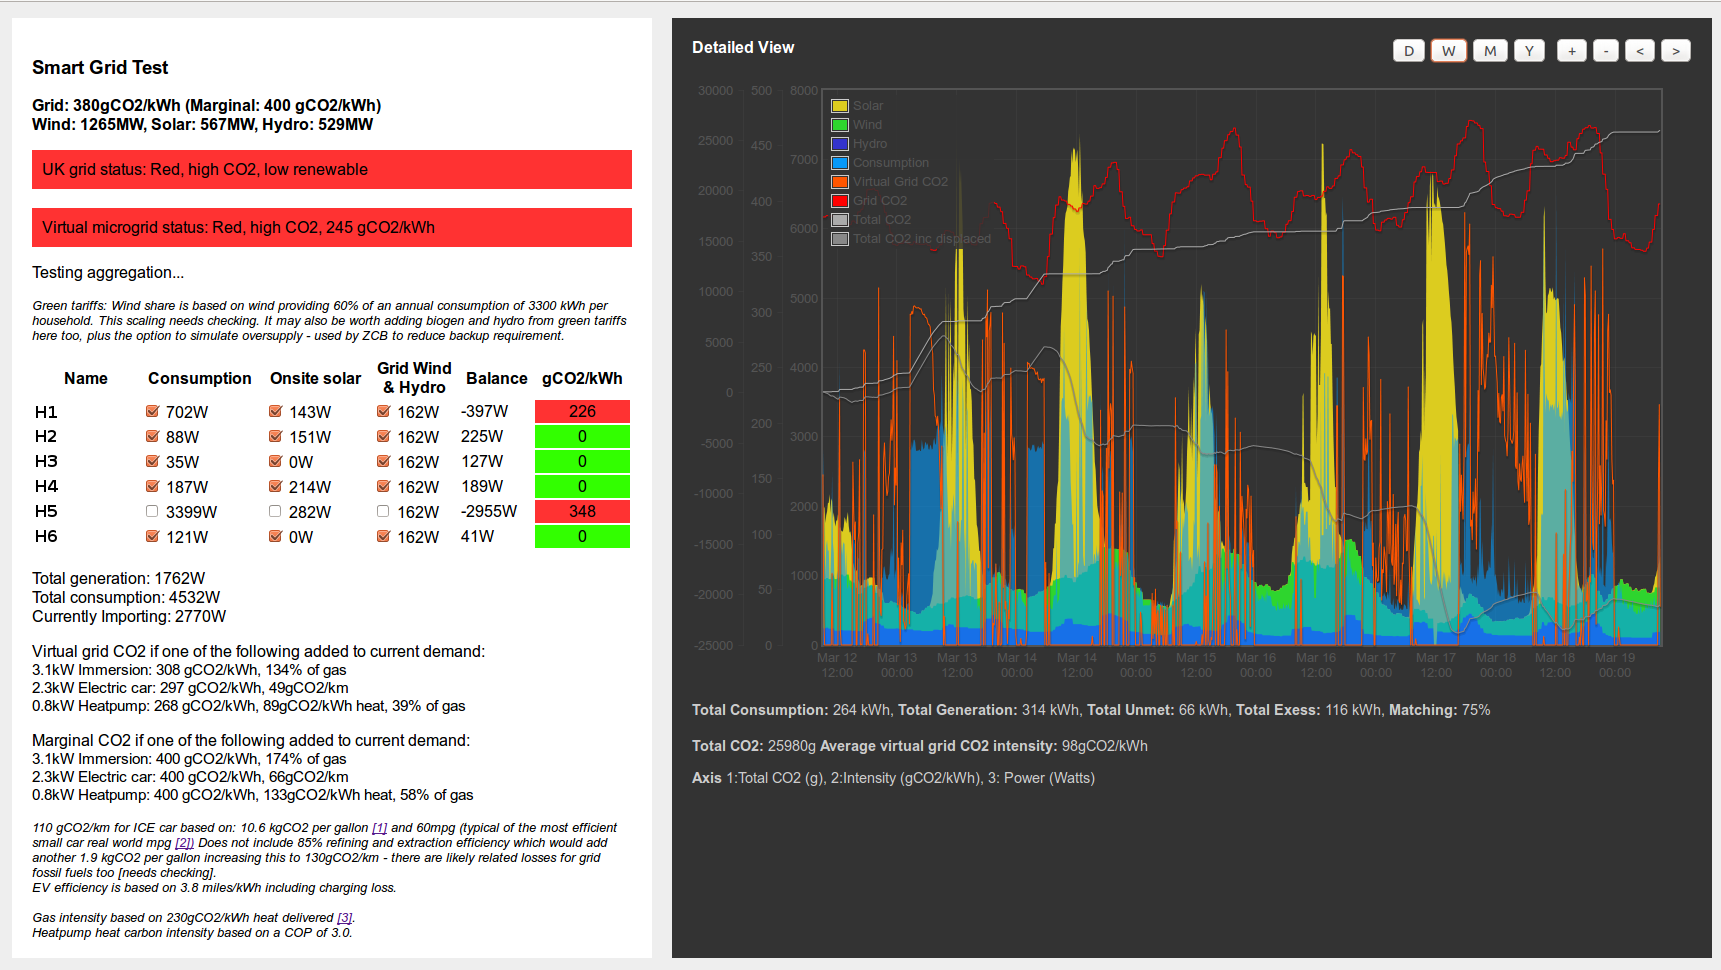 Smart Grid Test
Grid: 380gCO2/kWh (Marginal: 400 gCO2/kWh)
Wind: 1265MW, Solar: 567MW, Hydro: 529MW
UK grid status: Red, high CO2, low renewable
Virtual microgrid status: Red, high CO2, 245 gCO2/kWh
Testing aggregation...
Green tariffs: Wind share is based on wind providing 60% of an annual consumption of 3300 kWh per
household. This scaling needs checking. It may also be worth adding biogen and hydro from green tariffs
here too, plus the option to simulate oversupply - used by ZCB to reduce backup requirement.
Name Consumption Onsite solar Grid Wind & Hydro Balance gCO2/kWh
H1 702W 143W 162W -397W 226
H2 88W 151W 162W 225W 0
H3 35W 0W 162W 127W 0
H4 187W 214W 162W 189W 0
H5 3399W 282W 162W -2955W 348
H6 121W 0W 162W 41W 0
Total generation: 1762W
Total consumption: 4532W
Currently Importing: 2770W
Virtual grid CO2 if one of the following added to current demand:
3.1kW Immersion: 308 gCO2/kWh, 134% of gas
2.3kW Electric car: 297 gCO2/kWh, 49gCO2/km
0.8kW Heatpump: 268 gCO2/kWh, 89gCO2/kWh heat, 39% of gas
Marginal CO2 if one of the following added to current demand:
3.1kW Immersion: 400 gCO2/kWh, 174% of gas
2.3kW Electric car: 400 gCO2/kWh, 66gCO2/km
0.8kW Heatpump: 400 gCO2/kWh, 133gCO2/kWh heat, 58% of gas
110 gCO2/km for ICE car based on: 10.6 kgCO2 per gallon [1] and 60mpg (typical of the most efficient
small car real world mpg [2]) Does not include 85% refining and extraction efficiency which would add
another 1.9 kgCO2 per gallon increasing this to 130gCO2/km - there are likely related losses for grid
fossil fuels too [needs checking].
EV efficiency is based on 3.8 miles/kWh including charging loss.
Gas intensity based on 230gCO2/kWh heat delivered [3].
Heatpump heat carbon intensity based on a COP of 3.0.
Detailed View
D W M Y + - < >
30000 25000 20000 15000 10000 5000 0 -5000 -10000 -15000 -20000 -25000
500 450 400 350 300 250 200 150 100 50 0
8000 7000 6000 5000 4000 3000 2000 1000 0
Solar
Wind
Hydro
Consumption
Virtual Grid CO2
Grid CO2
Total CO2
Total CO2 inc displaced
Mar 12 Mar 13 Mar 13 Mar 14 Mar 14 Mar 15 Mar 15 Mar 16 Mar 16 Mar 17 Mar 17 Mar 18 Mar 18 Mar 19
12:00 00:00 12:00 00:00 12:00 00:00 12:00 00:00 12:00 00:00 12:00 00:00 12:00 00:00
Total Consumption: 264 kWh, Total Generation: 314 kWh, Total Unmet: 66 kWh, Total Exess: 116 kWh, Matching: 75%
Total CO2: 25980g Average virtual grid CO2 intensity: 98gCO2/kWh
Axis 1:Total CO2 (g), 2:Intensity (gCO2/kWh), 3: Power (Watts)